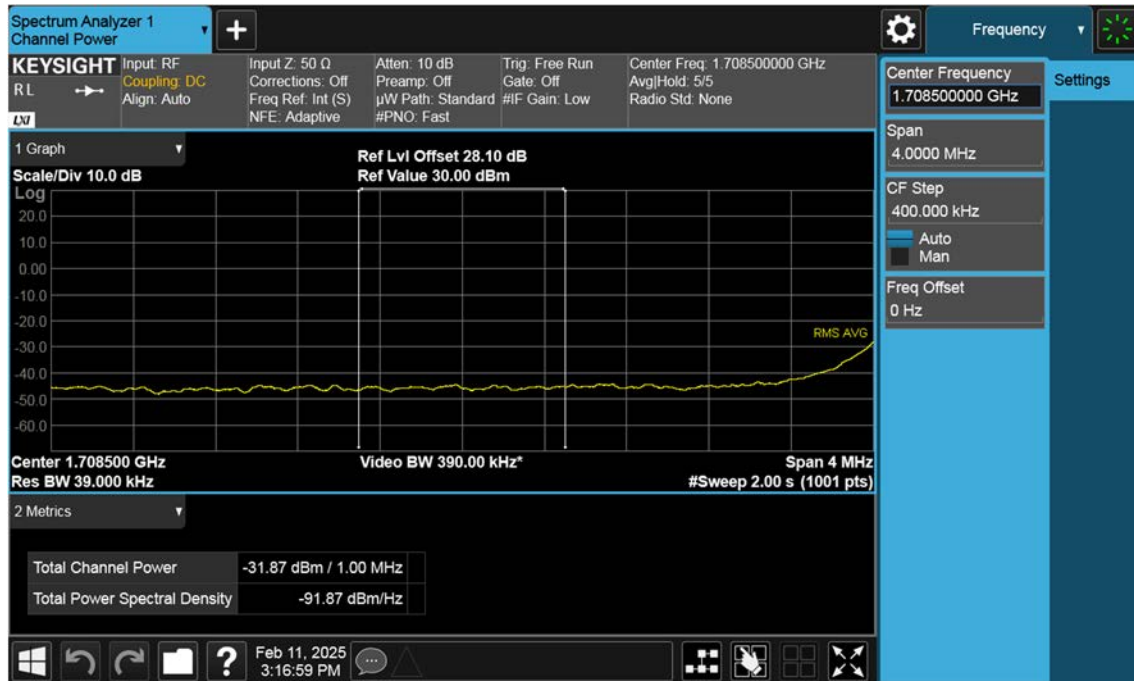 Spectrum Analyzer 1
Channel Power
+
Frequency
KEYSIGHT
RL
LXI
Input: RF
Coupling: DC
Align: Auto
Input Z: 50 Ω
Corrections: Off
Freq Ref: Int (S)
NFE: Adaptive
Atten: 10 dB
Preamp: Off
µW Path: Standard
#PNO: Fast
Trig: Free Run
Gate: Off
#IF Gain: Low
Center Freq: 1.708500000 GHz
Avg|Hold: 5/5
Radio Std: None
Center Frequency
1.708500000 GHz
Settings
Span
4.0000 MHz
CF Step
400.000 kHz
Auto
Man
Freq Offset
0 Hz
1 Graph
Scale/Div 10.0 dB
Ref Lvl Offset 28.10 dB
Ref Value 30.00 dBm
Log
20.0
10.0
0.00
-10.0
-20.0
-30.0
-40.0
-50.0
-60.0
RMS AVG
Center 1.708500 GHz
Video BW 390.00 kHz*
Span 4 MHz
Res BW 39.000 kHz
#Sweep 2.00 s (1001 pts)
2 Metrics
Total Channel Power -31.87 dBm / 1.00 MHz
Total Power Spectral Density -91.87 dBm/Hz
?
Feb 11, 2025
3:16:59 PM